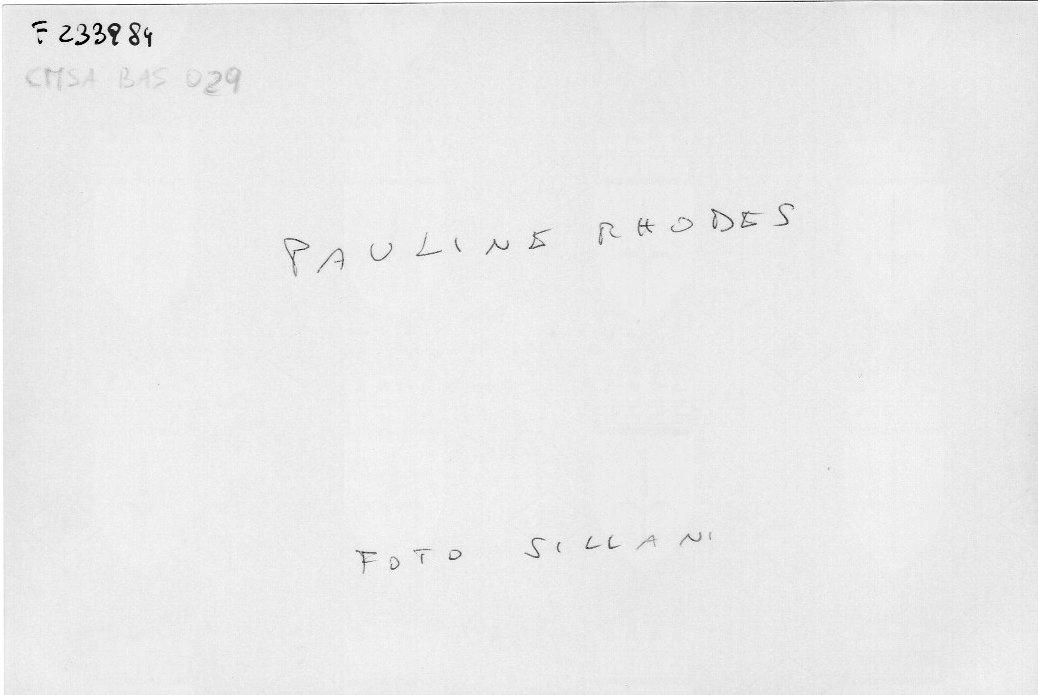 F 233984
CMSA BAS 029
PAULINE RHODES
FOTO SILLANI